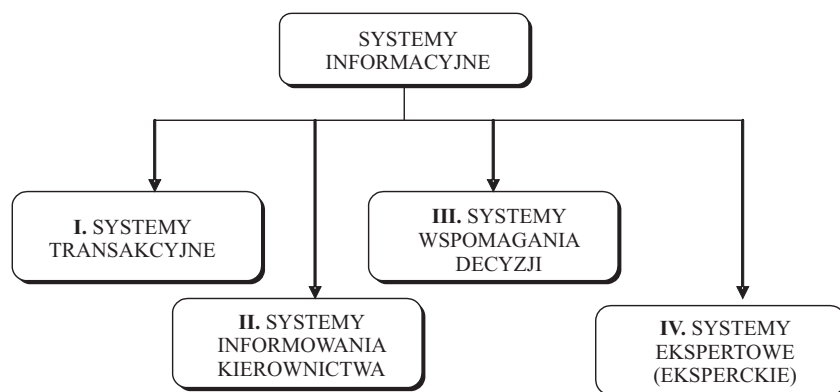 SYSTEMY
INFORMACYJNE
I. SYSTEMY
TRANSAKCYJNE
II. SYSTEMY
INFORMOWANIA
KIEROWNICTWA
III. SYSTEMY
WSPOMAGANIA
DECYZJI
IV. SYSTEMY
EKSPERTOWE
(EKSPERCKIE)